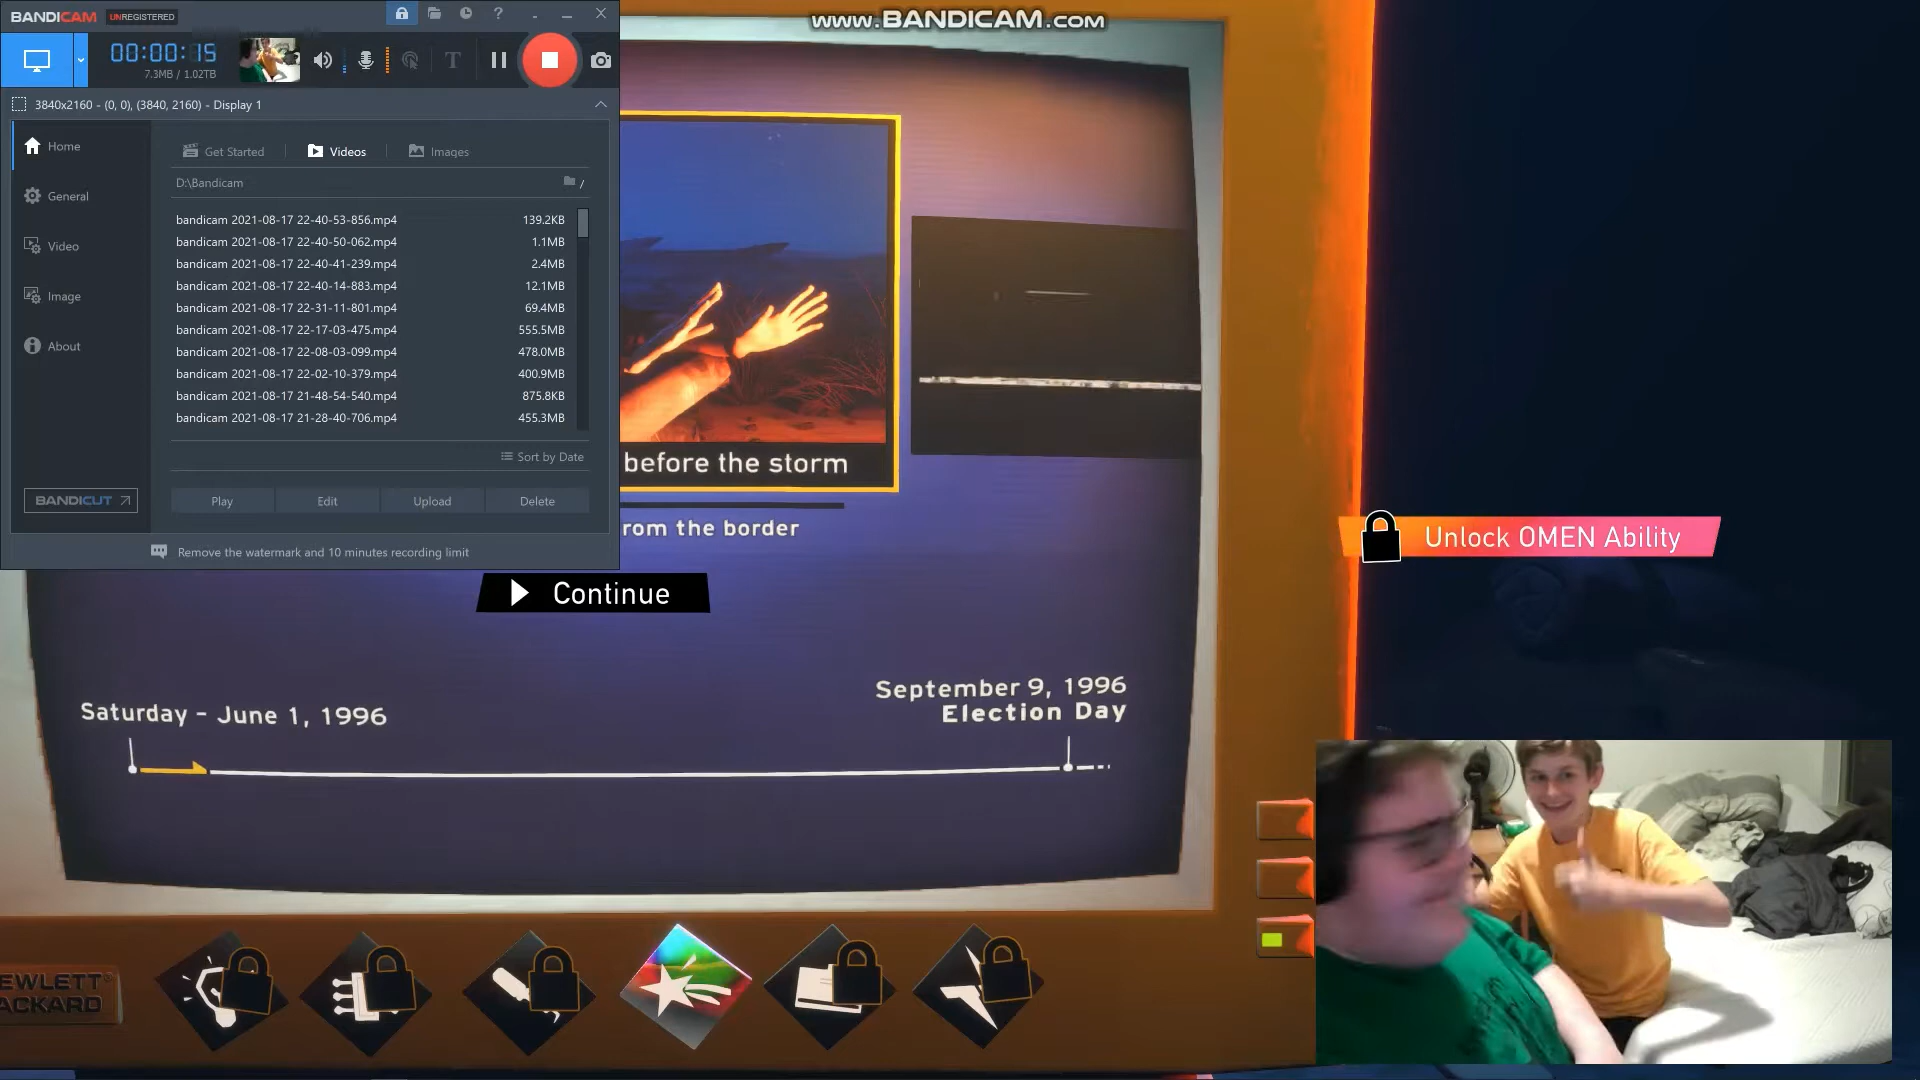 BANDICAM UNREGISTERED
?
www.BANDICAM.COM
00:00:15
7.3MB / 1.02TB
T
3840x2160 - (0, 0), (3840, 2160) - Display 1
Home
General
Video
Image
About
BANDICUT
Get Started
Videos
Images
D:\Bandicam
/
bandicam 2021-08-17 22-40-53-856.mp4 139.2KB
bandicam 2021-08-17 22-40-50-062.mp4 1.1MB
bandicam 2021-08-17 22-40-41-239.mp4 2.4MB
bandicam 2021-08-17 22-40-14-883.mp4 12.1MB
bandicam 2021-08-17 22-31-11-801.mp4 69.4MB
bandicam 2021-08-17 22-17-03-475.mp4 555.5MB
bandicam 2021-08-17 22-08-03-099.mp4 478.0MB
bandicam 2021-08-17 22-02-10-379.mp4 400.9MB
bandicam 2021-08-17 21-48-54-540.mp4 875.8KB
bandicam 2021-08-17 21-28-40-706.mp4 455.3MB
Sort by Date
Play Edit Upload Delete
Remove the watermark and 10 minutes recording limit
before the storm
rom the border
Continue
Unlock OMEN Ability
Saturday - June 1, 1996
September 9, 1996
Election Day
EWLETT
ACKARD